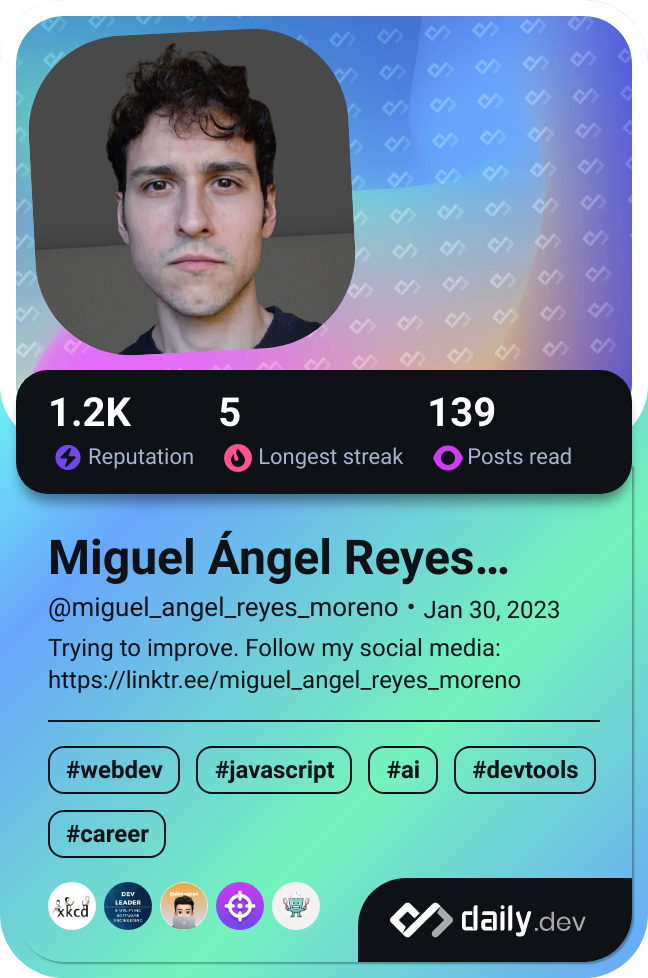 1.2K 5 139
Reputation Longest streak Posts read
Miguel Ángel Reyes...
@miguel_angel_reyes_moreno • Jan 30, 2023
Trying to improve. Follow my social media:
https://linktr.ee/miguel_angel_reyes_moreno
#webdev #javascript #ai #devtools
#career
xkcd
DEV
LEADER
daily.dev